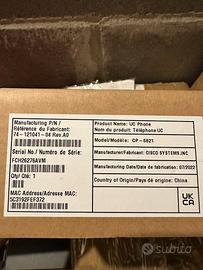 Manufacturing P/N /
Référence du Fabricant:
74-121041-04 Rev.A0
Serial No/ Numéro de Série:
FCH26276AVM
Qty/ Qté: 1
MAC Address/Adresse MAC:
5C3192FEF372
Product Name: UC Phone
Nom du produit: Téléphone UC
Model/Modèle: CP-6821
Manufacturer/Fabricant: CISCO SYSTEMS, INC
Manufacturing Date/Date de fabrication: 07/2022
Country of Origin/Pays d'origine: China
UK
CA
subito